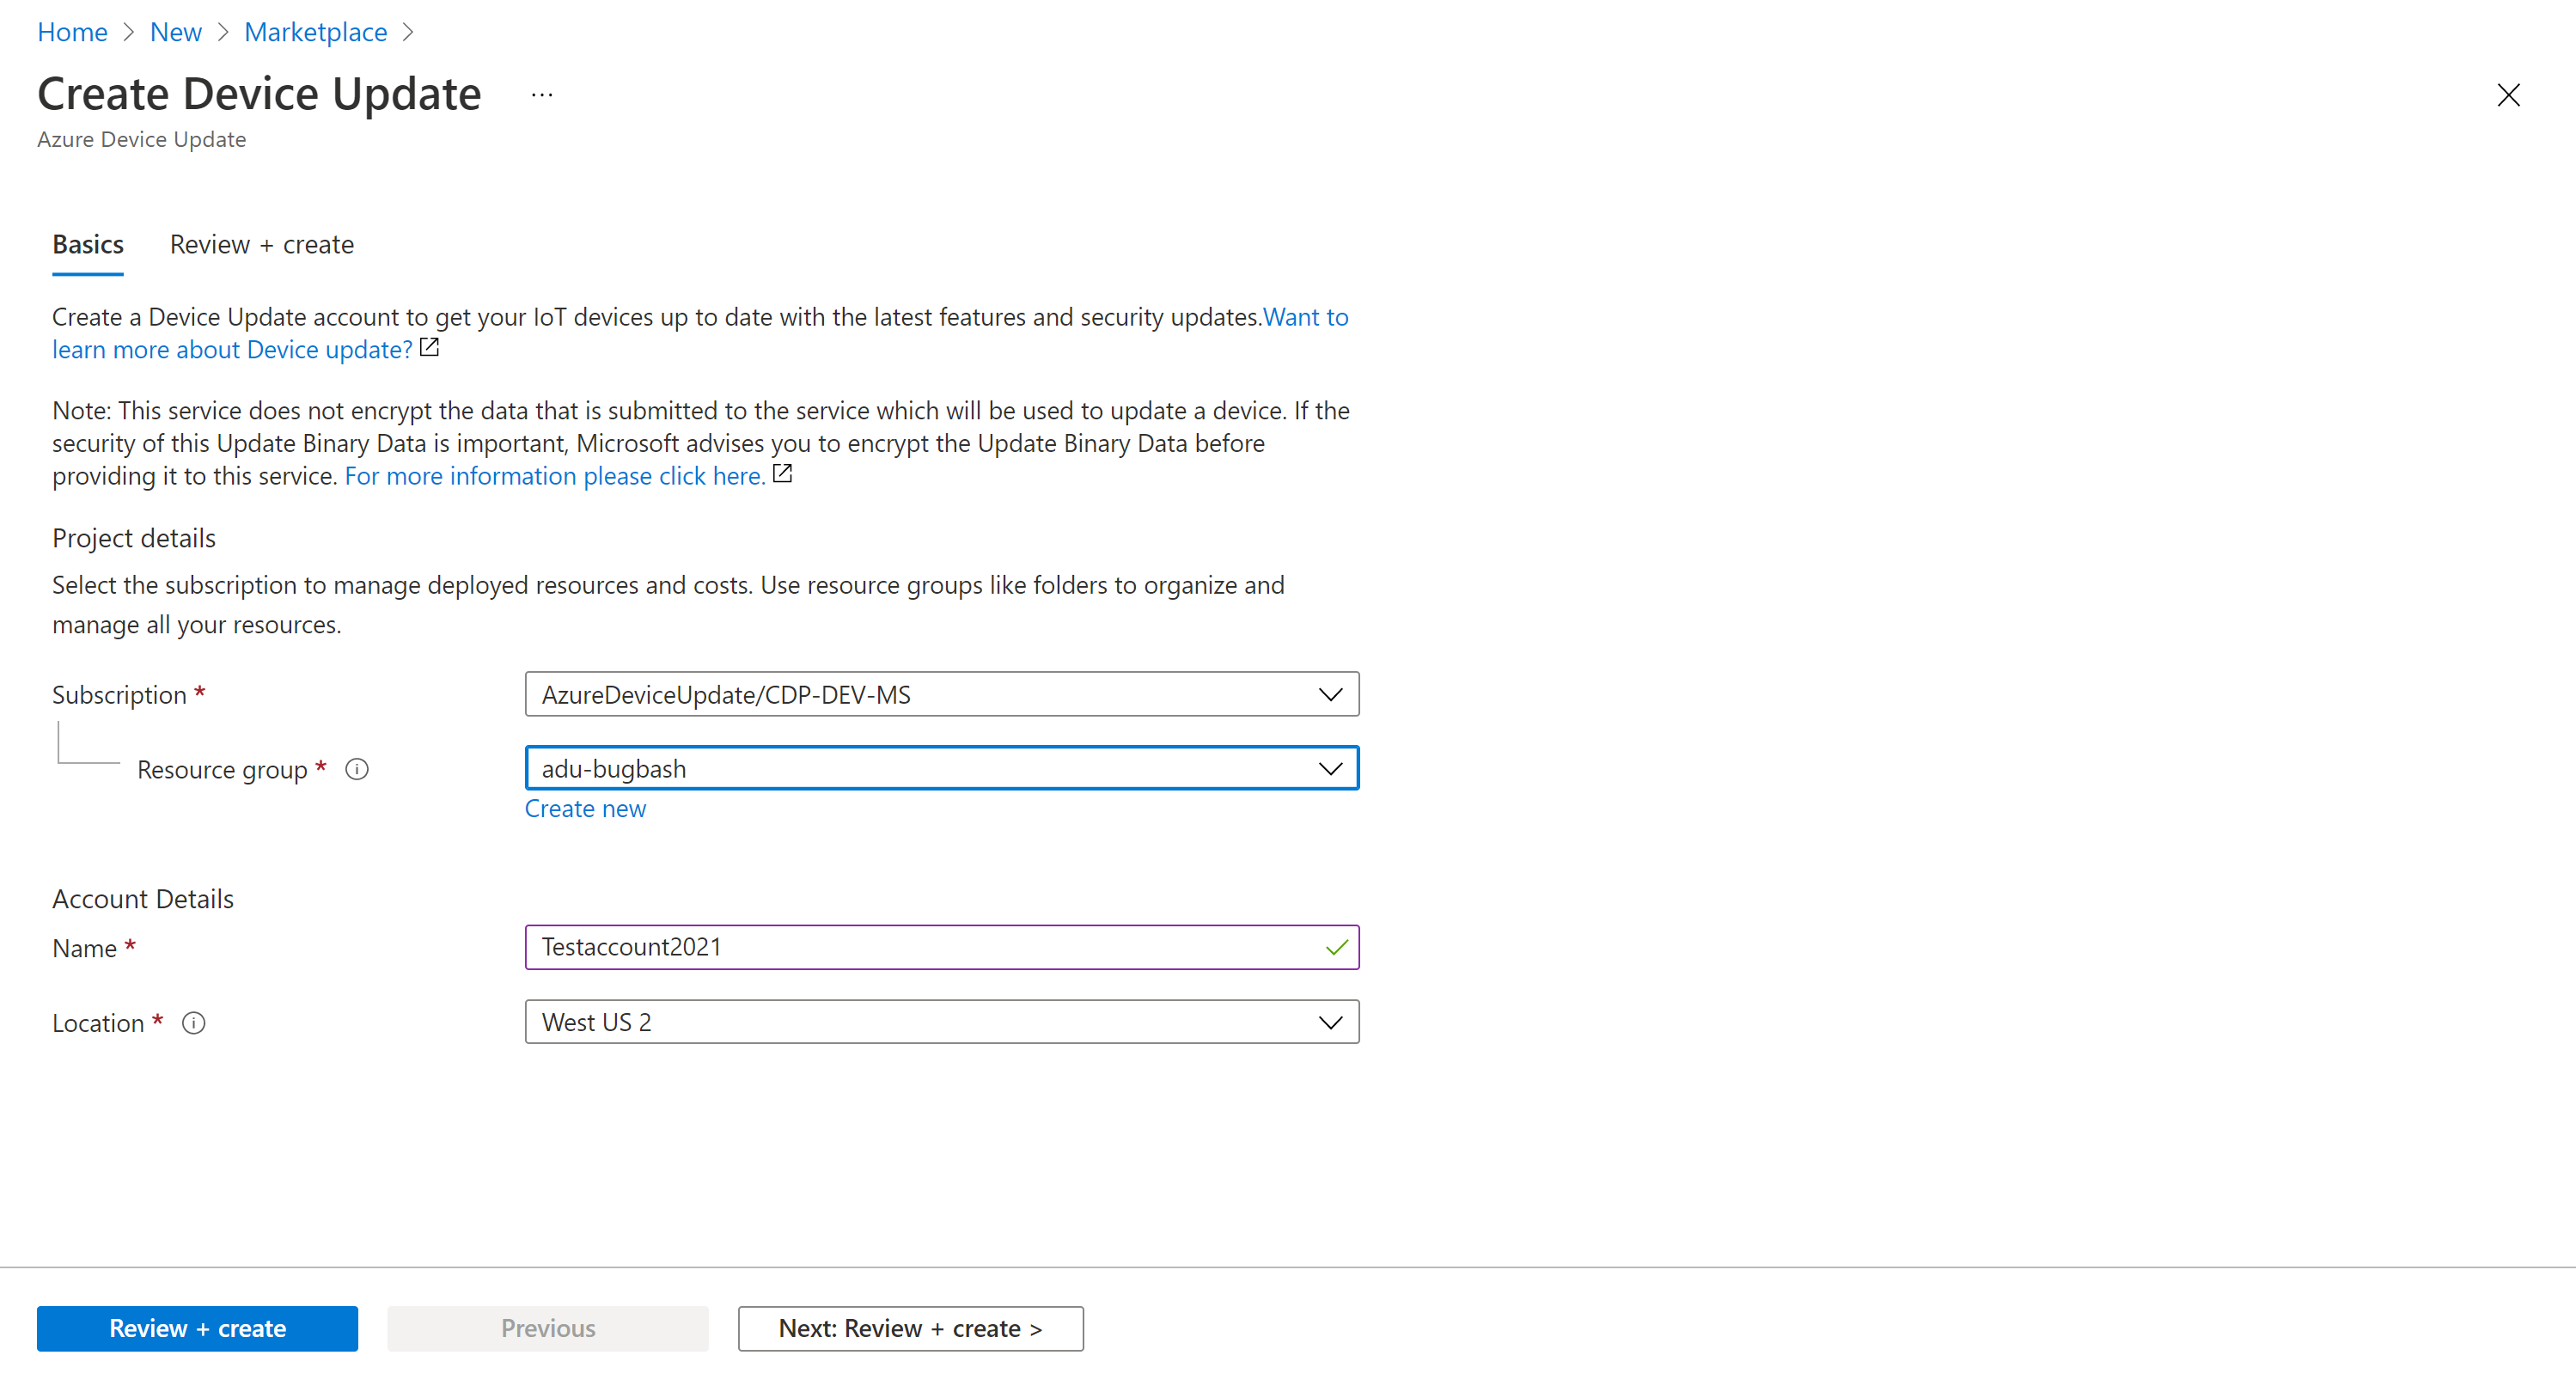 Home > New > Marketplace >
Create Device Update ...
Azure Device Update
Basics Review + create
Create a Device Update account to get your IoT devices up to date with the latest features and security updates.Want to
learn more about Device update?
Note: This service does not encrypt the data that is submitted to the service which will be used to update a device. If the
security of this Update Binary Data is important, Microsoft advises you to encrypt the Update Binary Data before
providing it to this service. For more information please click here.
Project details
Select the subscription to manage deployed resources and costs. Use resource groups like folders to organize and
manage all your resources.
Subscription * AzureDeviceUpdate/CDP-DEV-MS
Resource group * adu-bugbash
Create new
Account Details
Name * Testaccount2021
Location * West US 2
Review + create Previous Next: Review + create >